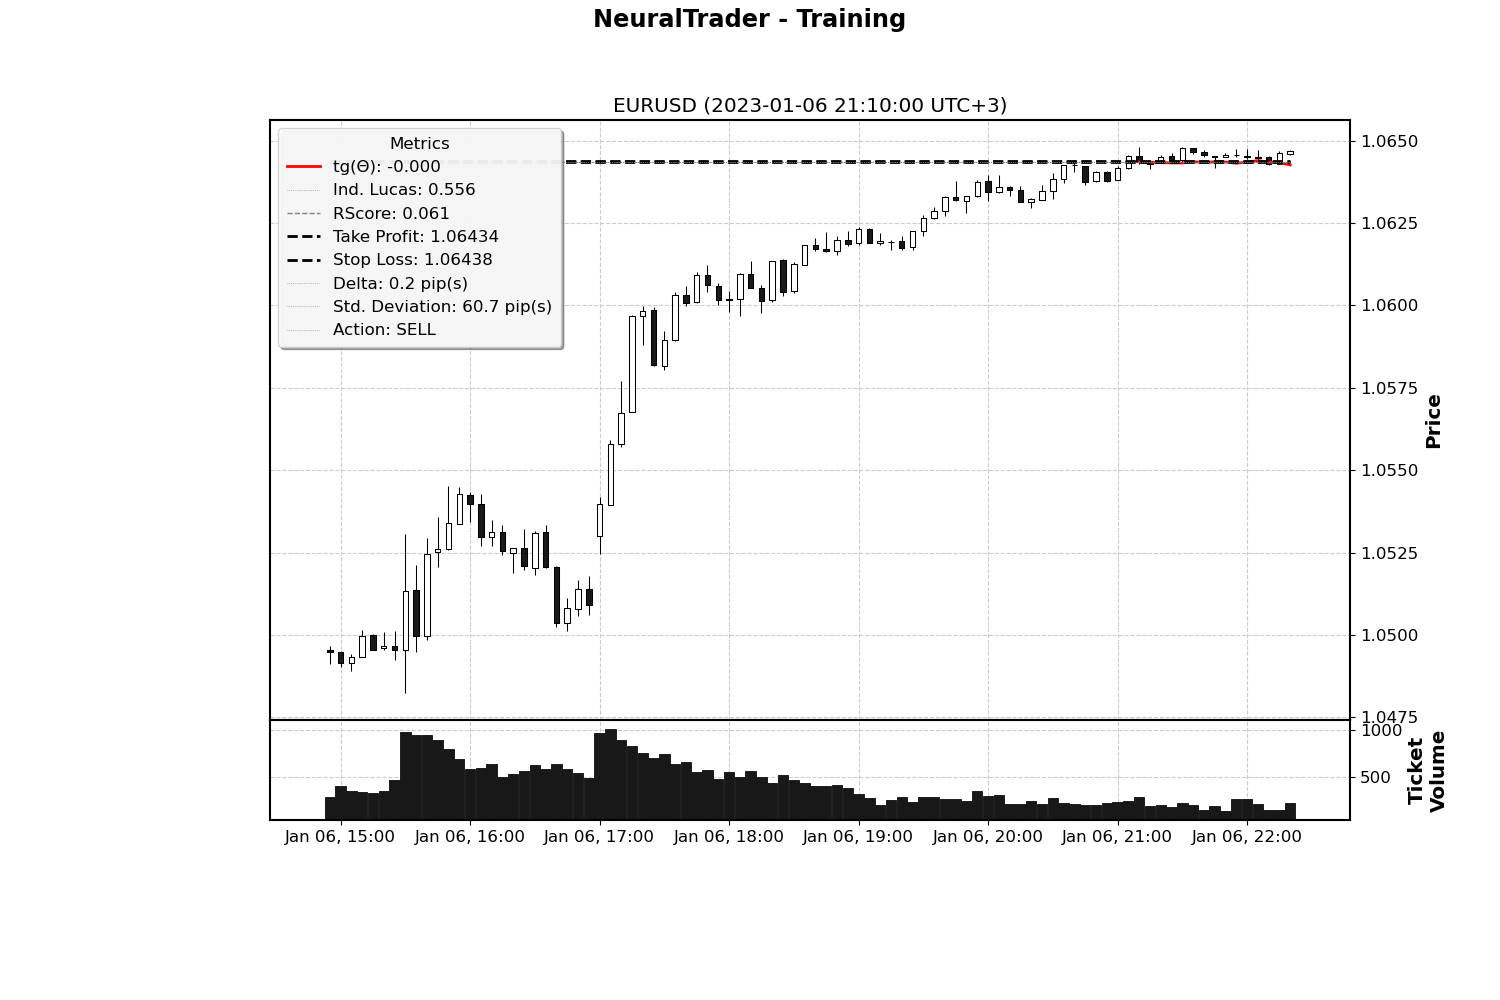 NeuralTrader - Training
EURUSD (2023-01-06 21:10:00 UTC+3)
Metrics
tg(Θ): -0.000
Ind. Lucas: 0.556
RScore: 0.061
Take Profit: 1.06434
Stop Loss: 1.06438
Delta: 0.2 pip(s)
Std. Deviation: 60.7 pip(s)
Action: SELL
1.0650
1.0625
1.0600
1.0575
1.0550
1.0525
1.0500
1.0475
Price
1000
500
Ticket
Volume
Jan 06, 15:00
Jan 06, 16:00
Jan 06, 17:00
Jan 06, 18:00
Jan 06, 19:00
Jan 06, 20:00
Jan 06, 21:00
Jan 06, 22:00